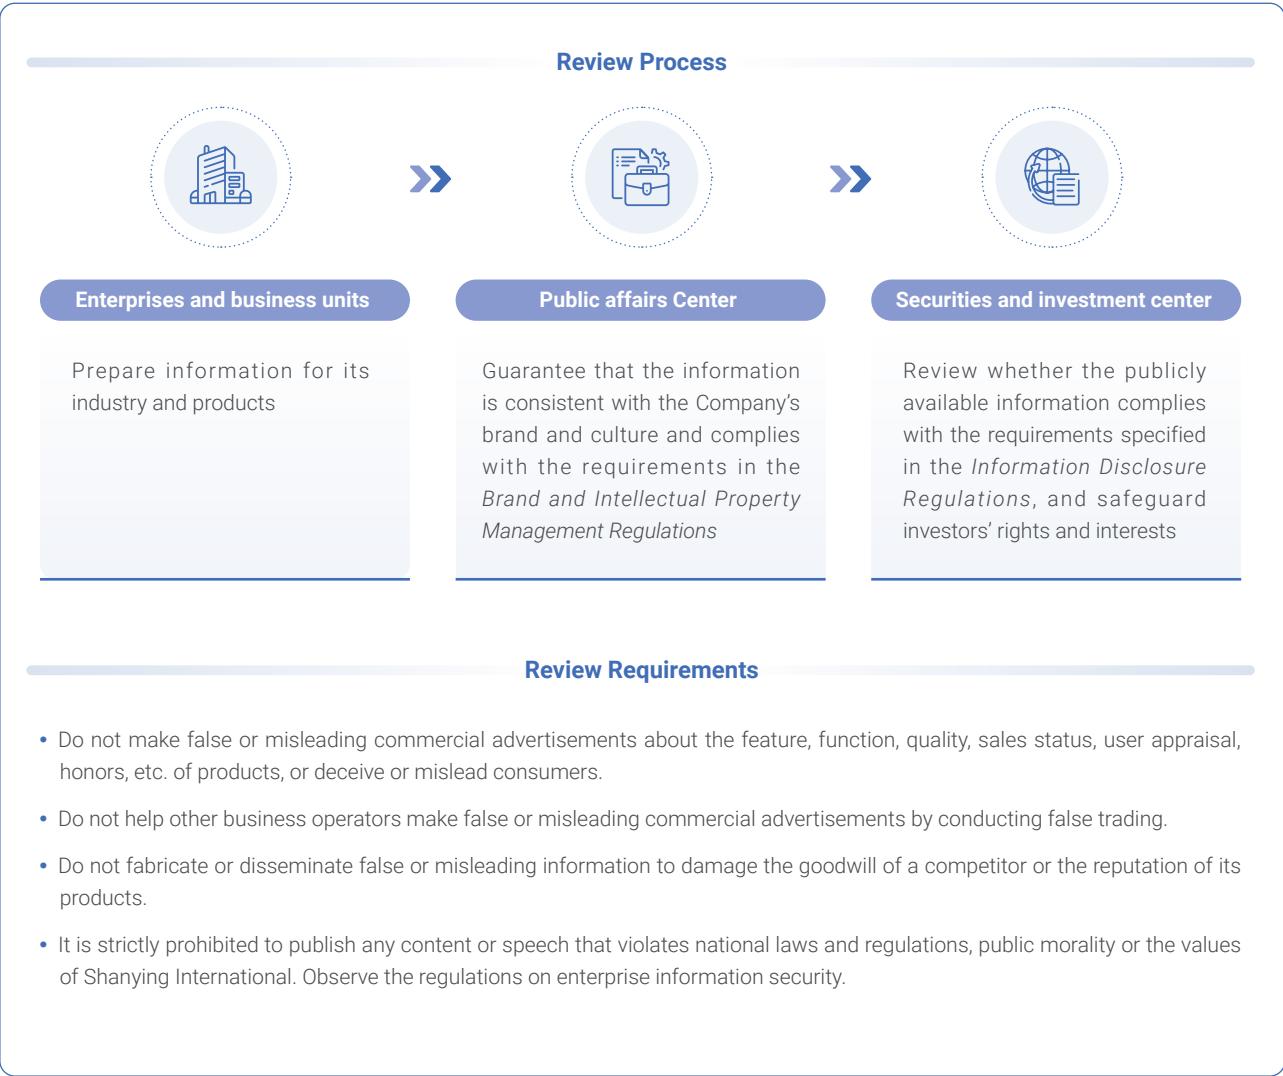 Review Process
Enterprises and business units
Prepare information for its
industry and products
Public affairs Center
Guarantee that the information
is consistent with the Company’s
brand and culture and complies
with the requirements in the
Brand and Intellectual Property
Management Regulations
Securities and investment center
Review whether the publicly
available information complies
with the requirements specified
in the Information Disclosure
Regulations, and safeguard
investors’ rights and interests
Review Requirements
• Do not make false or misleading commercial advertisements about the feature, function, quality, sales status, user appraisal,
honors, etc. of products, or deceive or mislead consumers.
• Do not help other business operators make false or misleading commercial advertisements by conducting false trading.
• Do not fabricate or disseminate false or misleading information to damage the goodwill of a competitor or the reputation of its
products.
• It is strictly prohibited to publish any content or speech that violates national laws and regulations, public morality or the values
of Shanying International. Observe the regulations on enterprise information security.